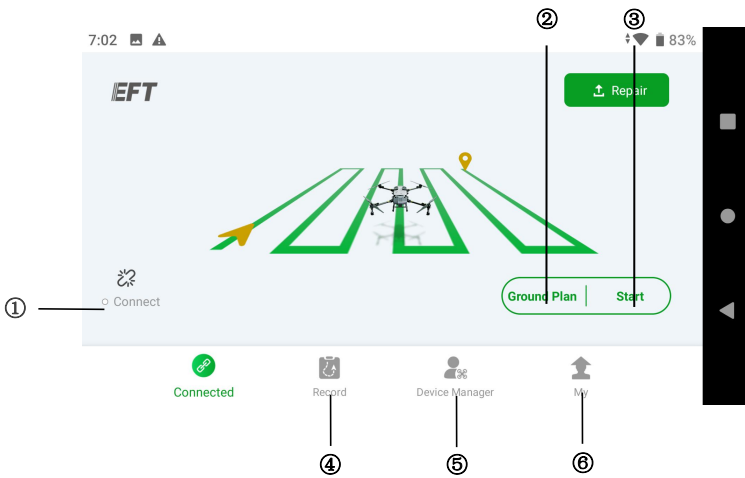 ② ③
7:02 83%
EFT
Repair
Connect
①
Ground Plan Start
Connected Record Device Manager My
④ ⑤ ⑥